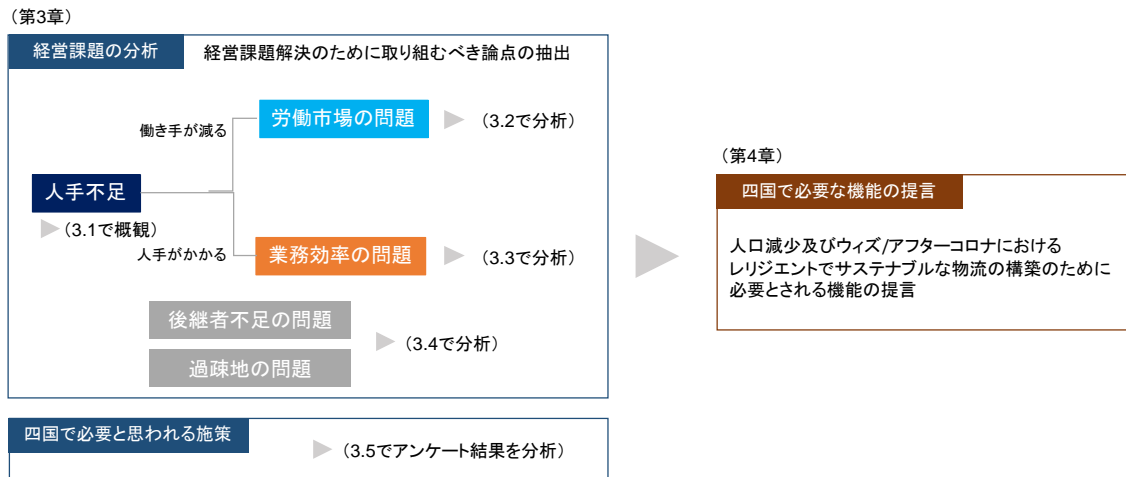 （第3章）
経営課題の分析
経営課題解決のために取り組むべき論点の抽出
働き手が減る
労働市場の問題
（3.2で分析）
人手不足
（3.1で概観）
人手がかかる
業務効率の問題
（3.3で分析）
後継者不足の問題
過疎地の問題
（3.4で分析）
四国で必要と思われる施策
（3.5でアンケート結果を分析）
（第4章）
四国で必要な機能の提言
人口減少及びウィズ/アフターコロナにおける
レリジエントでサステナブルな物流の構築のために
必要とされる機能の提言